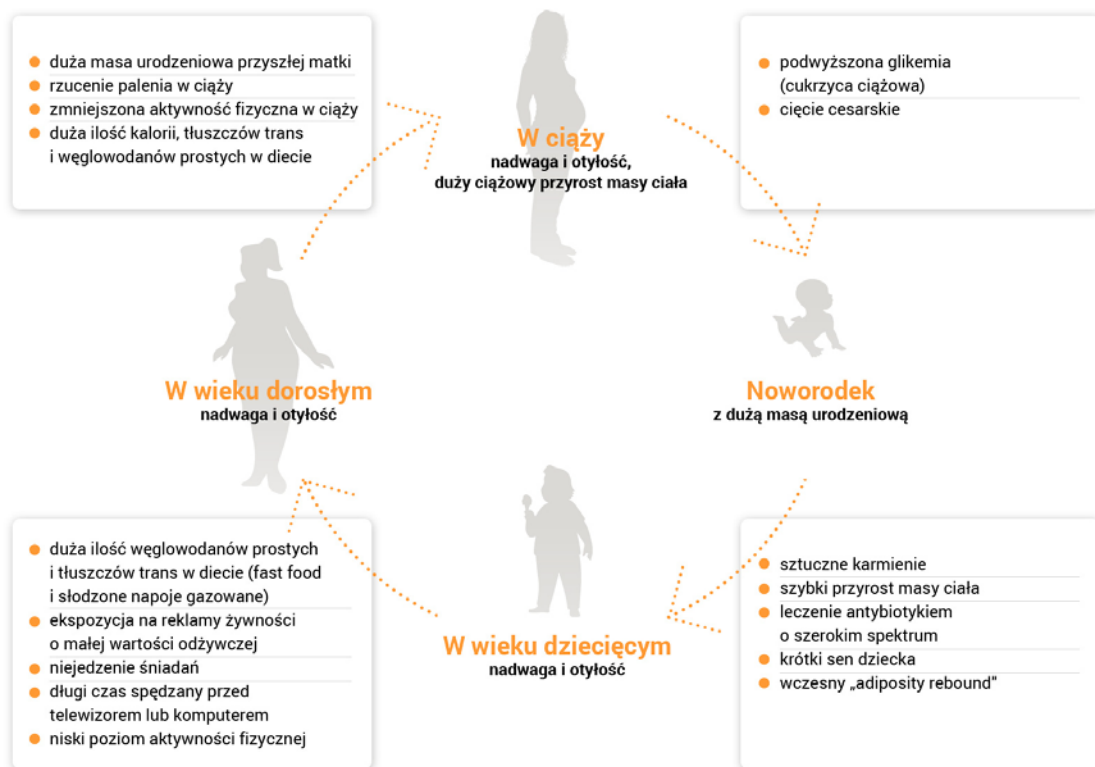 duża masa urodzeniowa przyszłej matki
rzucenie palenia w ciąży
zmniejszona aktywność fizyczna w ciąży
duża ilość kalorii, tłuszczów trans
i węglowodanów prostych w diecie
W ciąży
nadwaga i otyłość,
duży ciążowy przyrost masy ciała
podwyższona glikemia
(cukrzyca ciążowa)
cięcie cesarskie
W wieku dorosłym
nadwaga i otyłość
Noworodek
z dużą masą urodzeniową
duża ilość węglowodanów prostych
i tłuszczów trans w diecie (fast food
i słodzone napoje gazowane)
ekspozycja na reklamy żywności
o małej wartości odżywczej
niejedzenie śniadań
długi czas spędzany przed
telewizorem lub komputerem
niski poziom aktywności fizycznej
W wieku dziecięcym
nadwaga i otyłość
sztuczne karmienie
szybki przyrost masy ciała
leczenie antybiotykiem
o szerokim spektrum
krótki sen dziecka
wczesny „adiposity rebound"